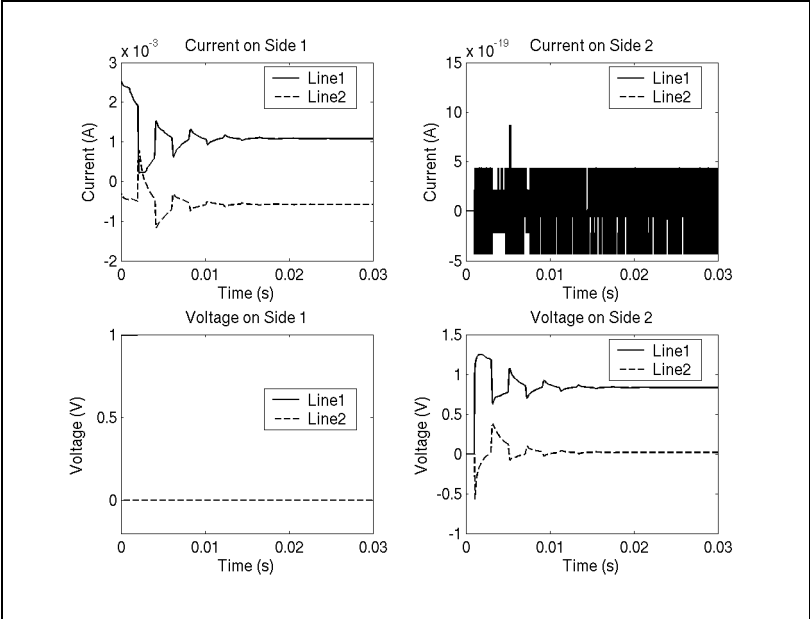 x 10
-3
Current on Side 1
3
2
1
0
-1
-2
Current (A)
Line1
Line2
0
0.01
0.02
0.03
Time (s)
x 10
-19
Current on Side 2
15
10
5
0
-5
Current (A)
Line1
Line2
0
0.01
0.02
0.03
Time (s)
Voltage on Side 1
1
0.5
0
Voltage (V)
Line1
Line2
0
0.01
0.02
0.03
Time (s)
Voltage on Side 2
1.5
1
0.5
0
-0.5
-1
Voltage (V)
Line1
Line2
0
0.01
0.02
0.03
Time (s)